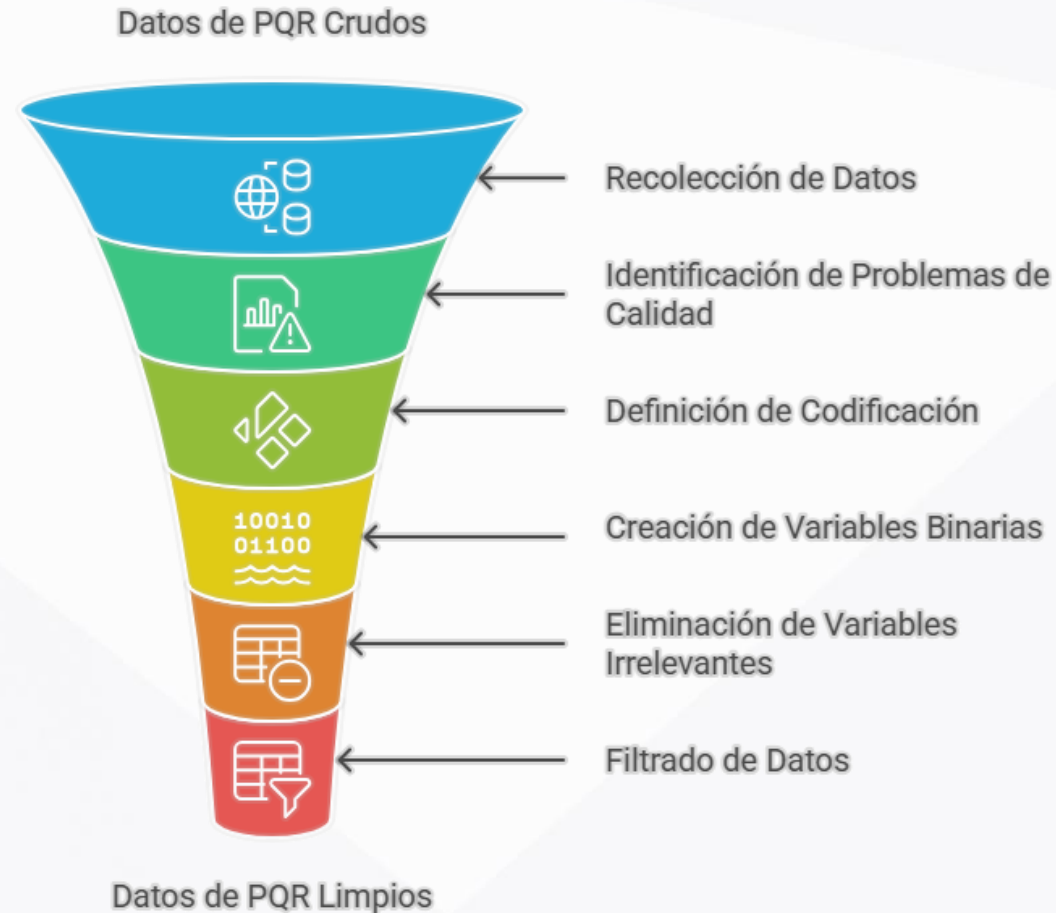 Datos de PQR Crudos
Recolección de Datos
Identificación de Problemas de
Calidad
Definición de Codificación
10010
01100
Creación de Variables Binarias
Eliminación de Variables
Irrelevantes
Filtrado de Datos
Datos de PQR Limpios